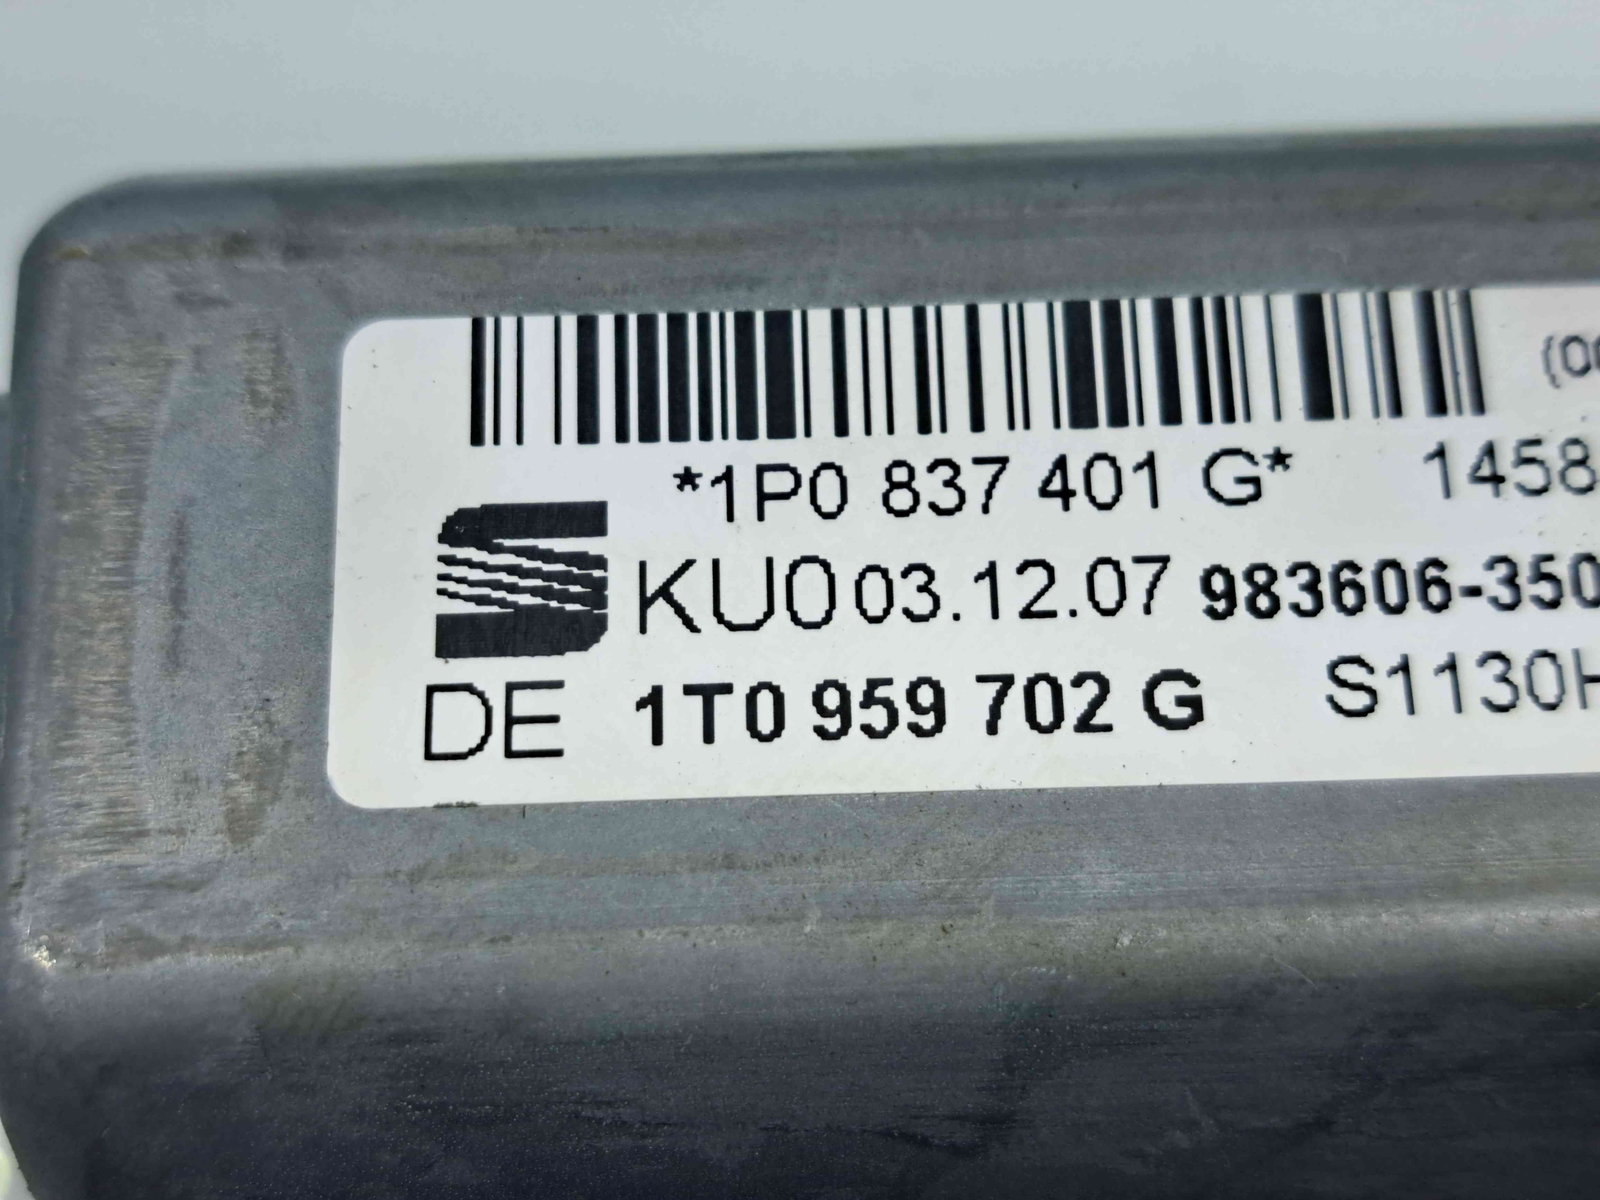 *1P0 837 401 G* 1458
KU0 03.12.07 983606-350
DE 1T0 959 702 G S1130H